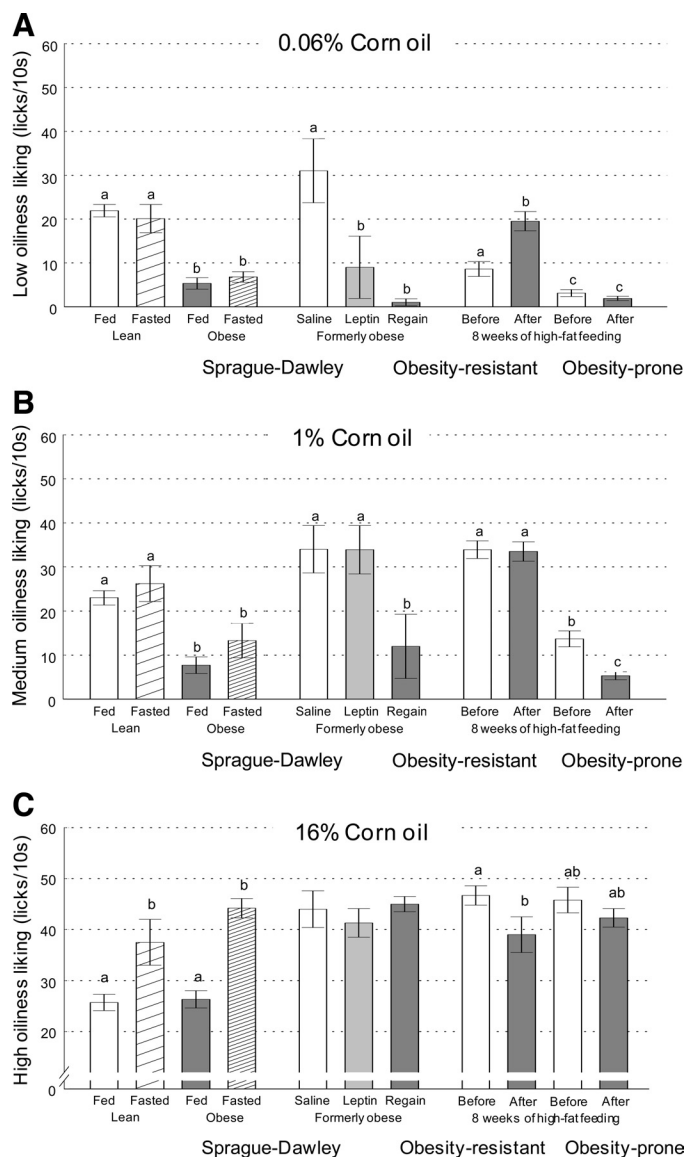 A
0.06% Corn oil
Low oiliness liking (licks/10s)
60
50
40
30
20
10
0
a
a
b
b
a
b
b
a
b
c
c
Fed Fasted Fed Fasted Saline Leptin Regain Before After Before After
Lean Obese Formerly obese 8 weeks of high-fat feeding
Sprague-Dawley Obesity-resistant Obesity-prone
B
1% Corn oil
Medium oiliness liking (licks/10s)
60
50
40
30
20
10
0
a
a
b
b
a
a
b
a
a
b
c
Fed Fasted Fed Fasted Saline Leptin Regain Before After Before After
Lean Obese Formerly obese 8 weeks of high-fat feeding
Sprague-Dawley Obesity-resistant Obesity-prone
C
16% Corn oil
High oiliness liking (licks/10s)
60
50
40
30
20
0
a
b
a
b
a
b
ab
ab
Fed Fasted Fed Fasted Saline Leptin Regain Before After Before After
Lean Obese Formerly obese 8 weeks of high-fat feeding
Sprague-Dawley Obesity-resistant Obesity-prone